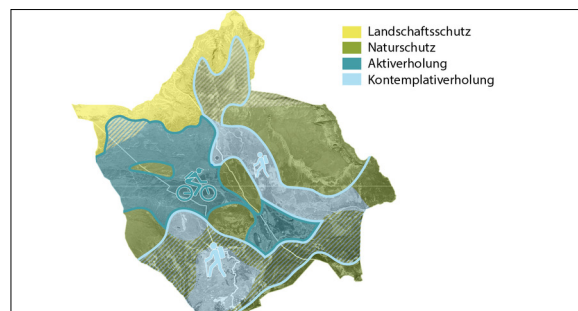 Landschaftsschutz
Naturschutz
Aktiverholung
Kontemplativerholung